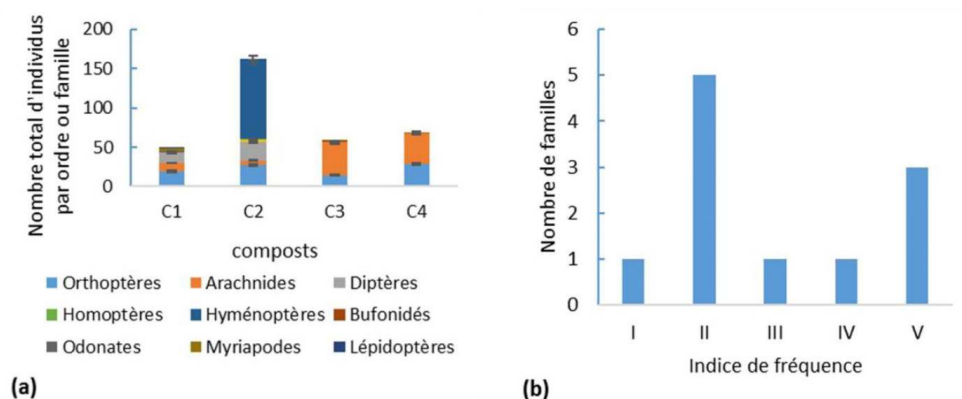 Nombre total d'individus
par ordre ou famille
200
150
100
50
0
C1 C2 C3 C4
composts
Orthoptères Arachnides Diptères
Homoptères Hyménoptères Bufonidés
Odonates Myriapodes Lépidoptères
(a)
Nombre de familles
6
5
4
3
2
1
0
I II III IV V
Indice de fréquence
(b)